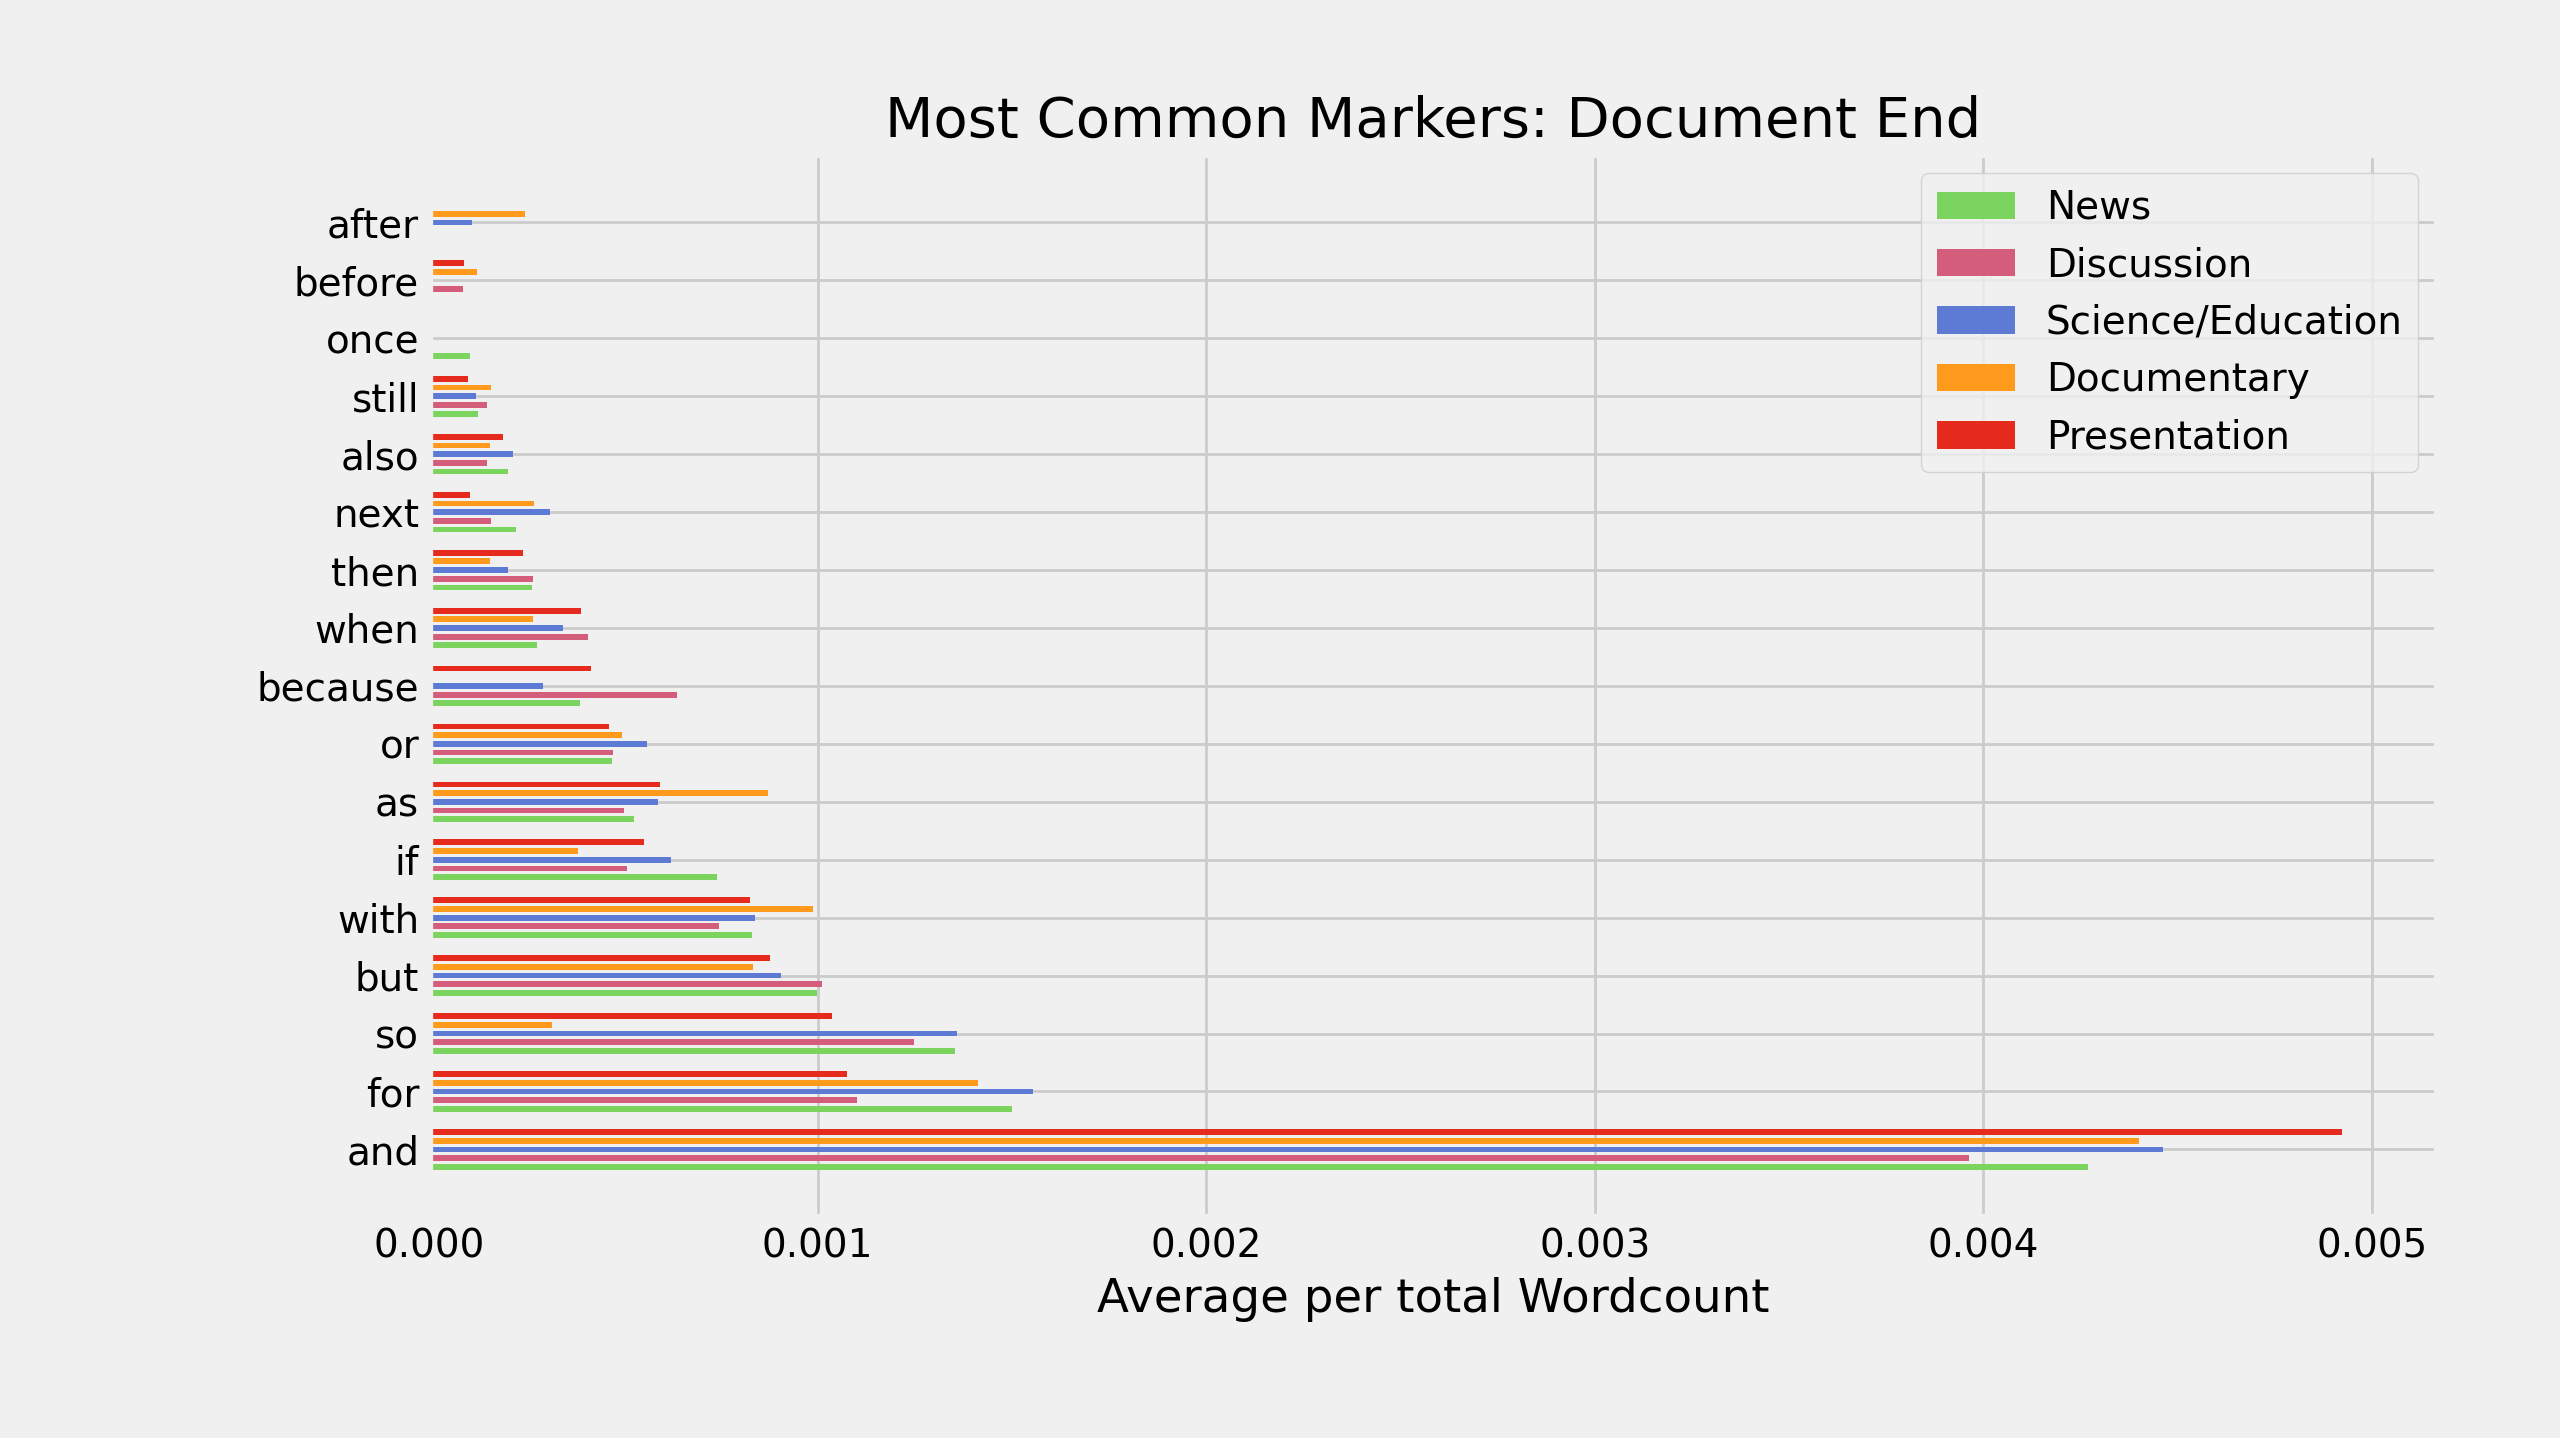 Most Common Markers: Document End
after
before
once
still
also
next
then
when
because
or
as
if
with
but
so
for
and
News
Discussion
Science/Education
Documentary
Presentation
0.000 0.001 0.002 0.003 0.004 0.005
Average per total Wordcount